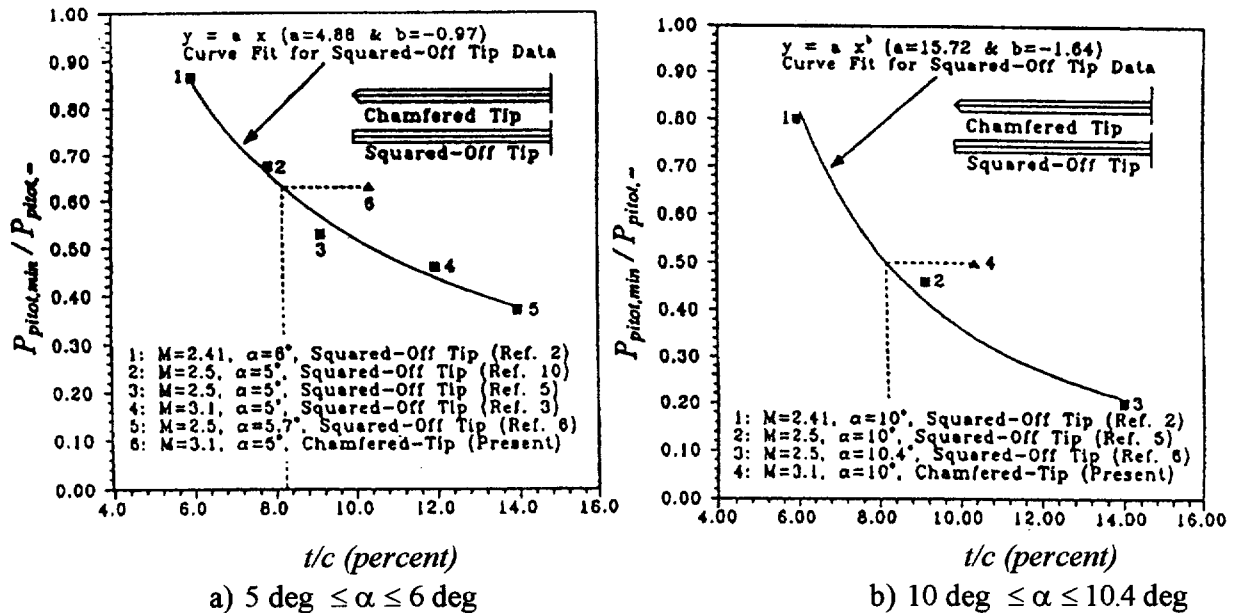 1.00
0.90
0.80
0.70
0.60
0.50
0.40
0.30
0.20
0.10
0.00
P_pitot,min / P_pitot,∞
y = a x (a=4.88 & b=-0.97)
Curve Fit for Squared-Off Tip Data
Chamfered Tip
Squared-Off Tip
1
2
3
4
5
6
1: M=2.41, α=6°, Squared-Off Tip (Ref. 2)
2: M=2.5, α=5°, Squared-Off Tip (Ref. 10)
3: M=2.5, α=5°, Squared-Off Tip (Ref. 5)
4: M=3.1, α=5°, Squared-Off Tip (Ref. 3)
5: M=2.5, α=5.7°, Squared-Off Tip (Ref. 6)
6: M=3.1, α=5°, Chamfered-Tip (Present)
4.0 6.0 8.0 10.0 12.0 14.0 16.0
t/c (percent)
a) 5 deg ≤ α ≤ 6 deg
1.00
0.90
0.80
0.70
0.60
0.50
0.40
0.30
0.20
0.10
0.00
P_pitot,min / P_pitot,∞
y = a x^b (a=15.72 & b=-1.64)
Curve Fit for Squared-Off Tip Data
Chamfered Tip
Squared-Off Tip
1
2
3
4
1: M=2.41, α=10°, Squared-Off Tip (Ref. 2)
2: M=2.5, α=10°, Squared-Off Tip (Ref. 5)
3: M=2.5, α=10.4°, Squared-Off Tip (Ref. 6)
4: M=3.1, α=10°, Chamfered-Tip (Present)
4.00 6.00 8.00 10.00 12.00 14.00 16.00
t/c (percent)
b) 10 deg ≤ α ≤ 10.4 deg